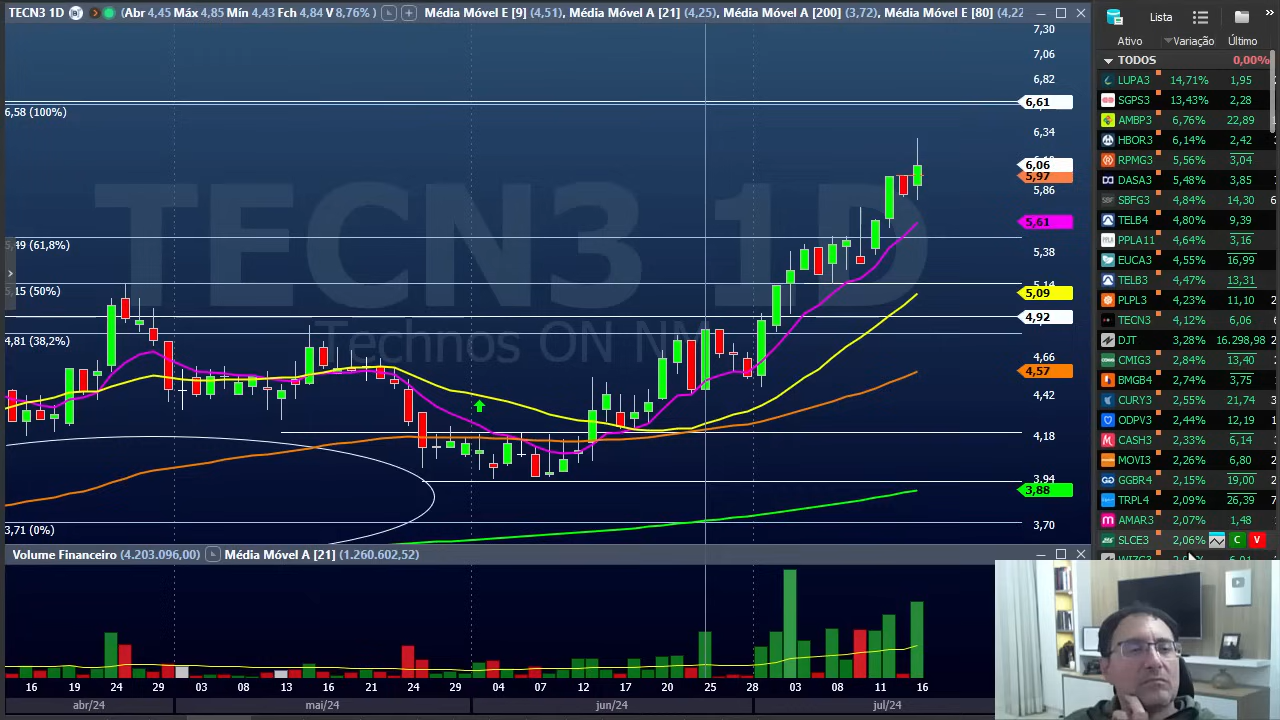 TECN3 1D (Abr 4,45 Máx 4,85 Mín 4,43 Fch 4,84 V 8,76%) Média Móvel E [9] (4,51), Média Móvel A [21] (4,25), Média Móvel A [200] (3,72), Média Móvel E [80] (4,22
TECN3 1D
Technos ON NM
6,58 (100%)
5,49 (61,8%)
5,15 (50%)
4,81 (38,2%)
3,71 (0%)
7,30
7,06
6,82
6,61
6,34
6,06
5,97
5,86
5,61
5,38
5,14
5,09
4,92
4,66
4,57
4,42
4,18
3,94
3,88
3,70
Volume Financeiro (4.203.096,00) Média Móvel A [21] (1.260.602,52)
16 19 24 29 03 08 13 16 21 24 29 04 07 12 17 20 25 28 03 08 11 16
abr/24 mai/24 jun/24 jul/24
Lista
Ativo Variação Último
TODOS 0,00%
LUPA3 14,71% 1,95
SGPS3 13,43% 2,28
AMBP3 6,76% 22,89
HBOR3 6,14% 2,42
RPMG3 5,56% 3,04
DASA3 5,48% 3,85
SBFG3 4,84% 14,30
TELB4 4,80% 9,39
PPLA11 4,64% 3,16
EUCA3 4,55% 16,99
TELB3 4,47% 13,31
PLPL3 4,23% 11,10
TECN3 4,12% 6,06
DJT 3,28% 16.298,98
CMIG3 2,84% 13,40
BMGB4 2,74% 3,75
CURY3 2,55% 21,74
ODPV3 2,44% 12,19
CASH3 2,33% 6,14
MOVI3 2,26% 6,80
GGBR4 2,15% 19,00
TRPL4 2,09% 26,39
AMAR3 2,07% 1,48
SLCE3 2,06% C V